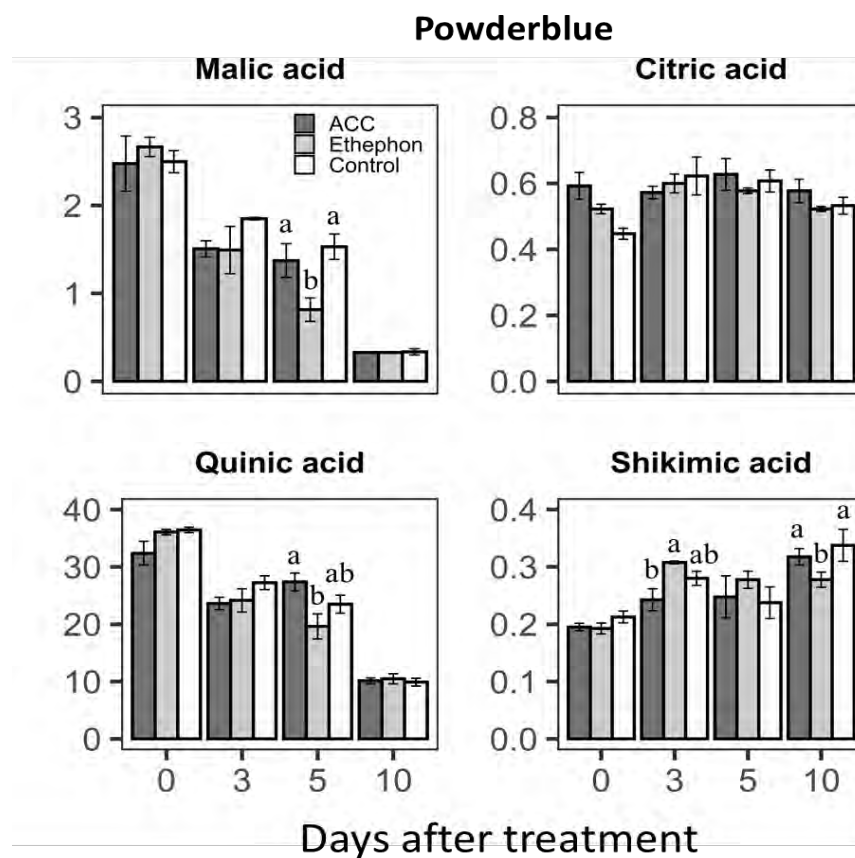 Powderblue
Malic acid
3
2
1
0
ACC
Ethephon
Control
a
b
a
Citric acid
0.8
0.6
0.4
0.2
0.0
Quinic acid
40
30
20
10
0
a
b
ab
0
3
5
10
Shikimic acid
0.4
0.3
0.2
0.1
0.0
b
a
ab
a
b
a
0
3
5
10
Days after treatment